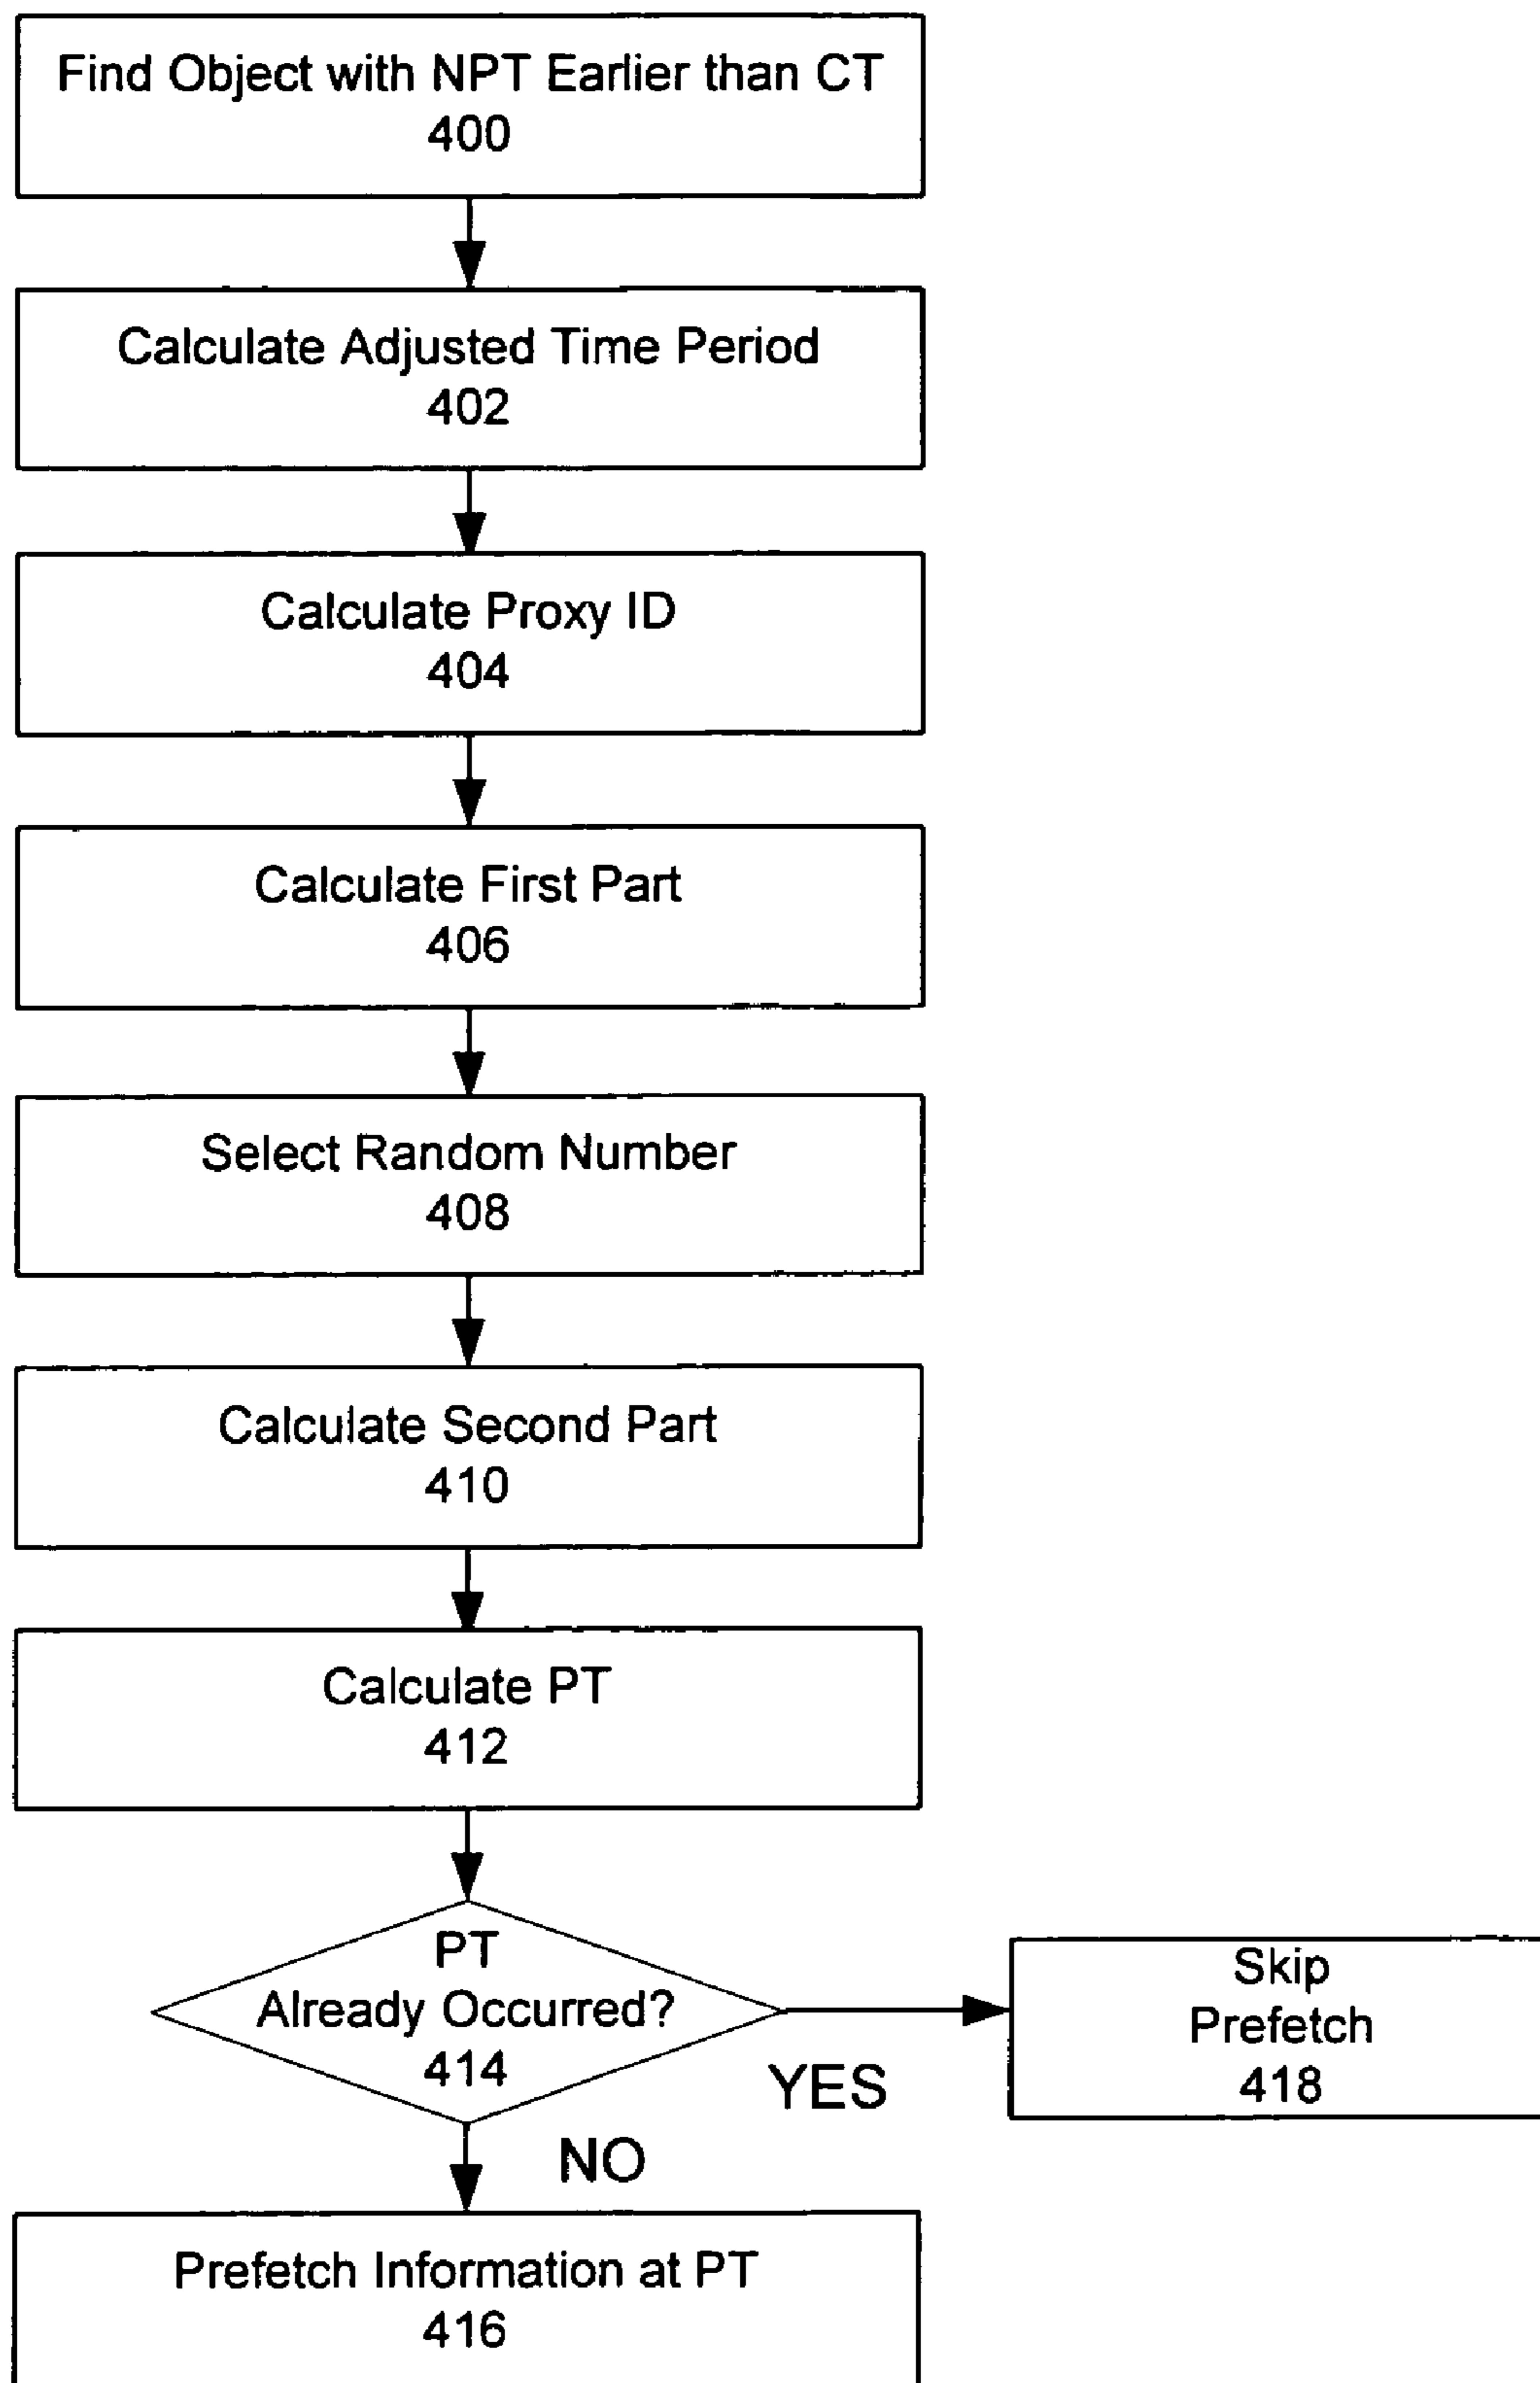 Find Object with NPT Earlier than CT
400
Calculate Adjusted Time Period
402
Calculate Proxy ID
404
Calculate First Part
406
Select Random Number
408
Calculate Second Part
410
Calculate PT
412
PT
Already Occurred?
414
YES
Skip
Prefetch
418
NO
Prefetch Information at PT
416